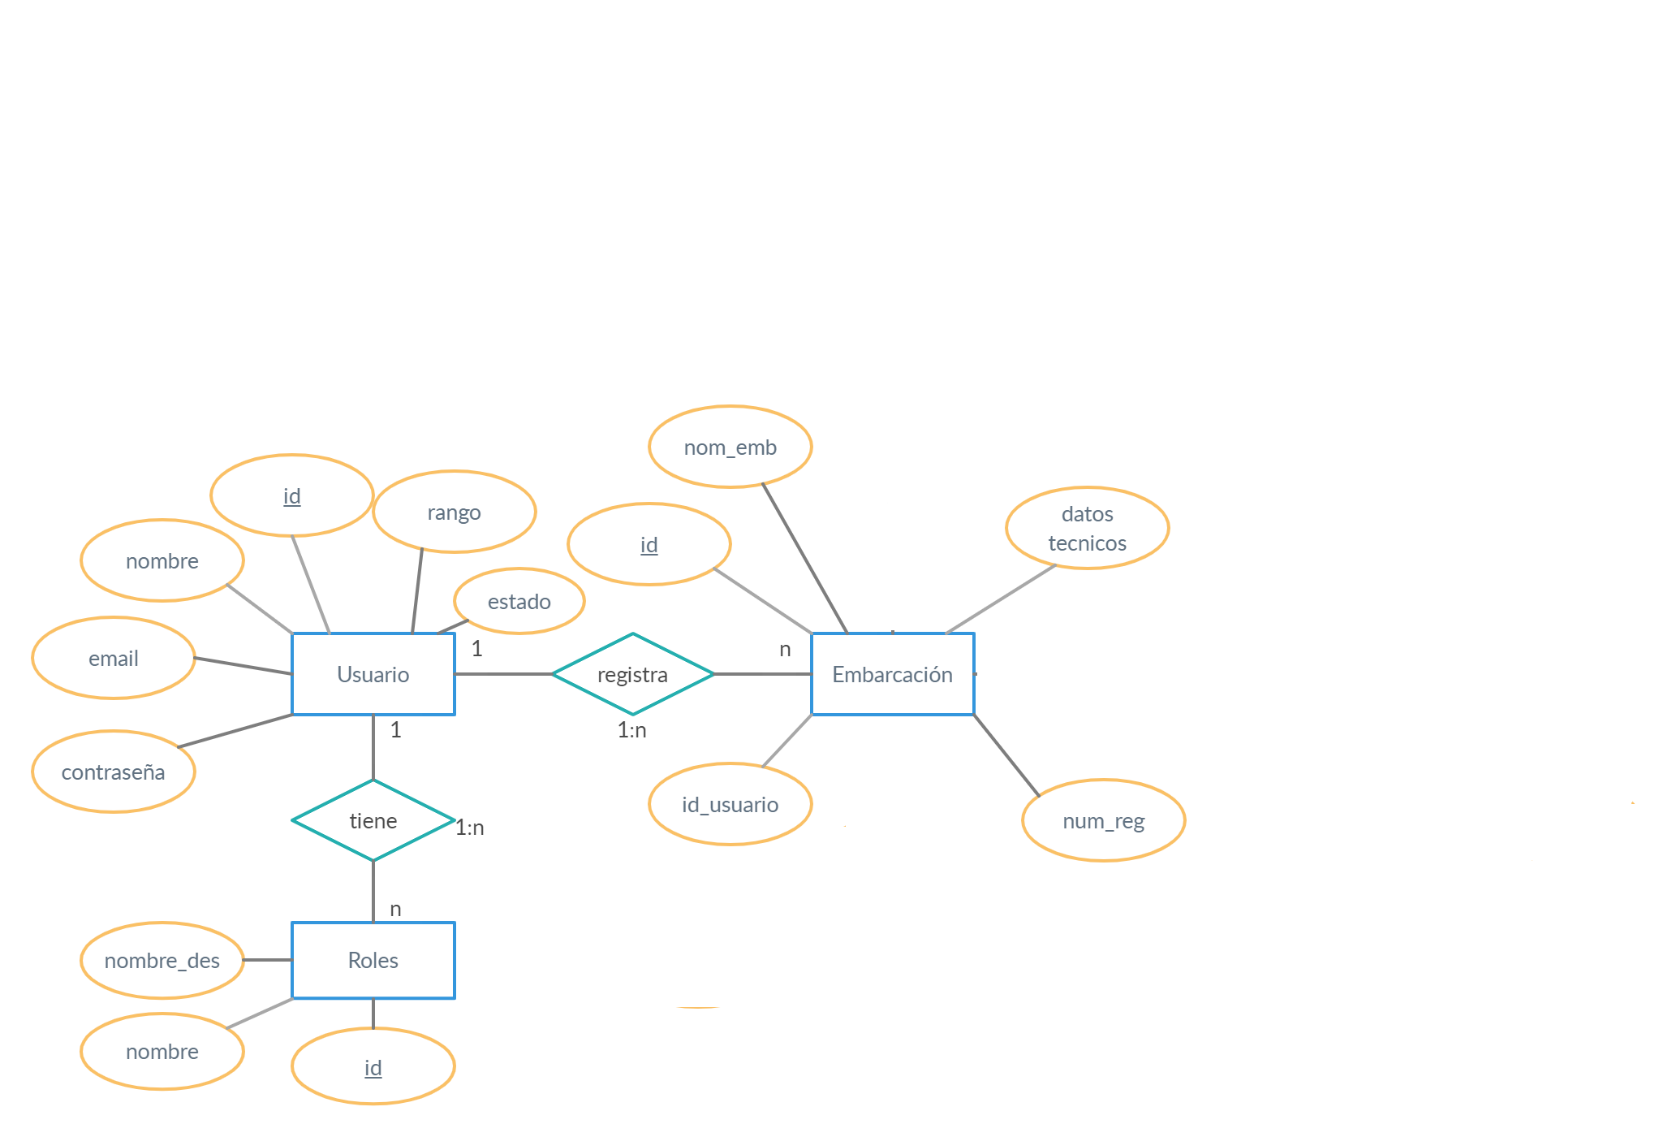 nom_emb
id
rango
datos
tecnicos
id
nombre
estado
email
1
n
Usuario
registra
Embarcación
1
1:n
contraseña
id_usuario
tiene
1:n
num_reg
n
nombre_des
Roles
nombre
id